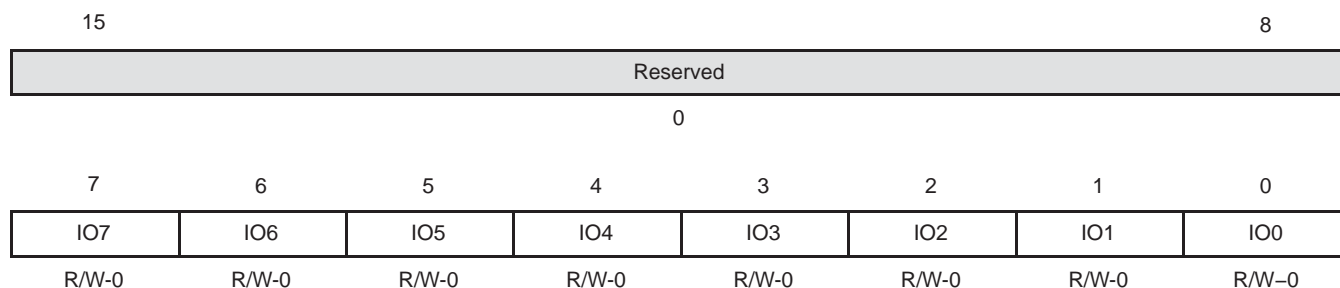 15 8
Reserved
0
7 6 5 4 3 2 1 0
IO7 IO6 IO5 IO4 IO3 IO2 IO1 IO0
R/W-0 R/W-0 R/W-0 R/W-0 R/W-0 R/W-0 R/W-0 R/W−0